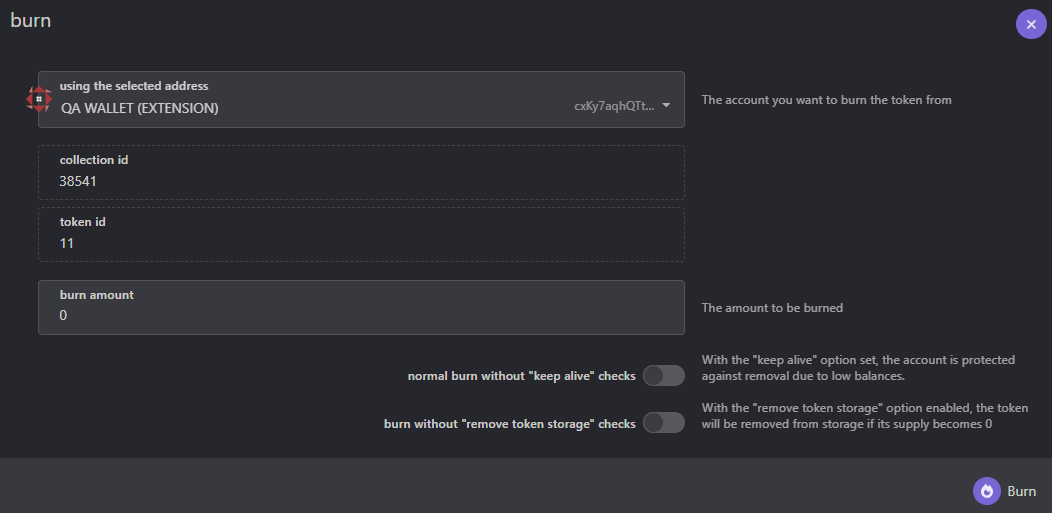 burn
using the selected address
QA WALLET (EXTENSION)
cxKy7aqhQTt...
The account you want to burn the token from
collection id
38541
token id
11
burn amount
0
The amount to be burned
normal burn without "keep alive" checks
With the "keep alive" option set, the account is protected
against removal due to low balances.
burn without "remove token storage" checks
With the "remove token storage" option enabled, the token
will be removed from storage if its supply becomes 0
Burn